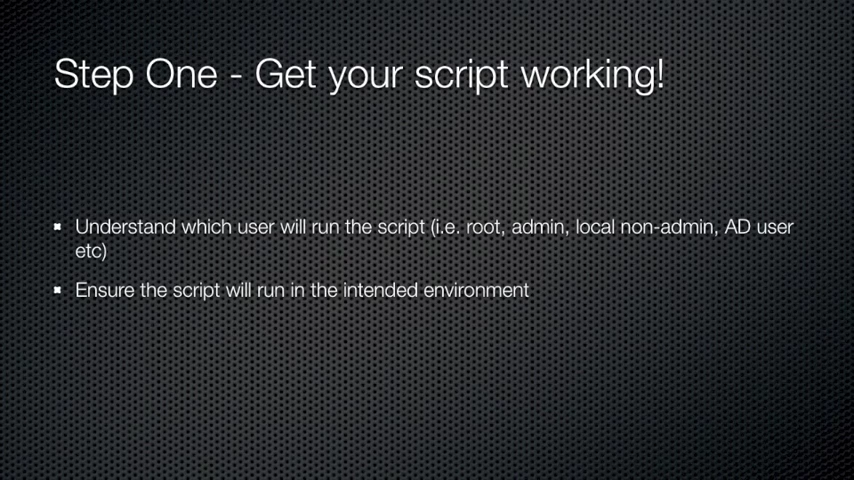 Step One - Get your script working!
Understand which user will run the script (i.e. root, admin, local non-admin, AD user
etc)
Ensure the script will run in the intended environment